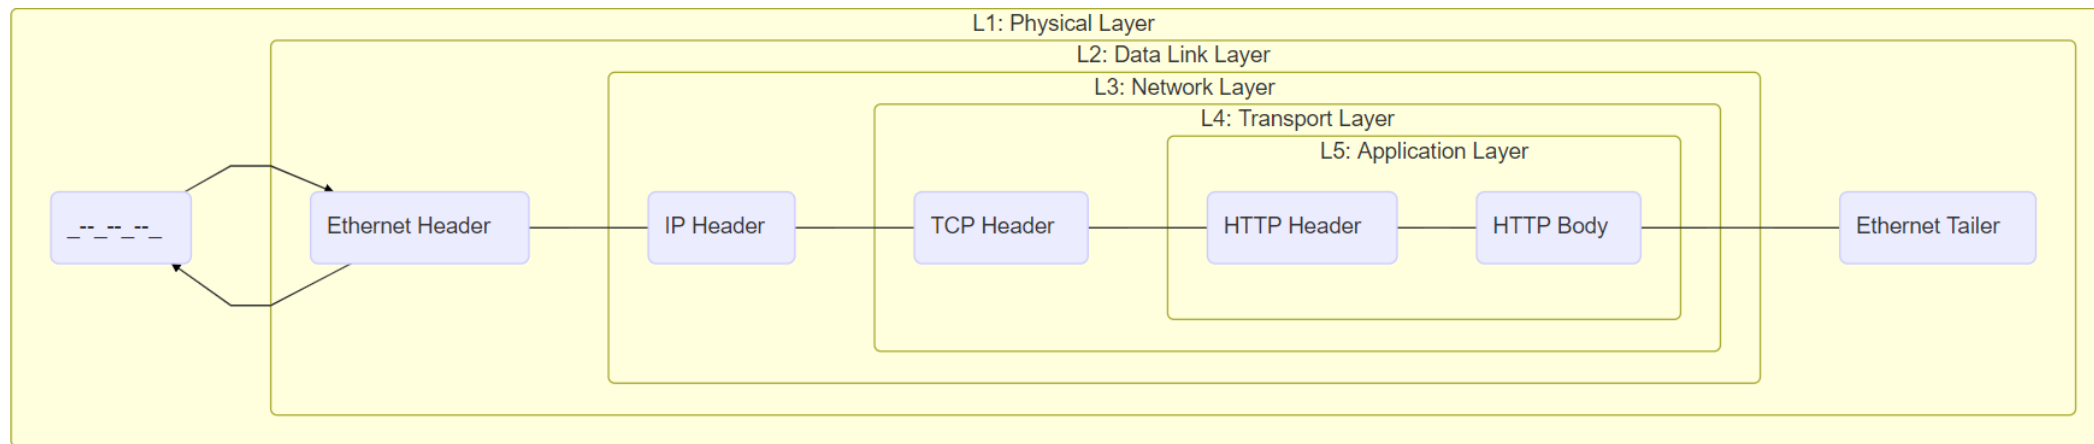 L1: Physical Layer
L2: Data Link Layer
L3: Network Layer
L4: Transport Layer
L5: Application Layer
_--_--_--_
Ethernet Header
IP Header
TCP Header
HTTP Header
HTTP Body
Ethernet Tailer